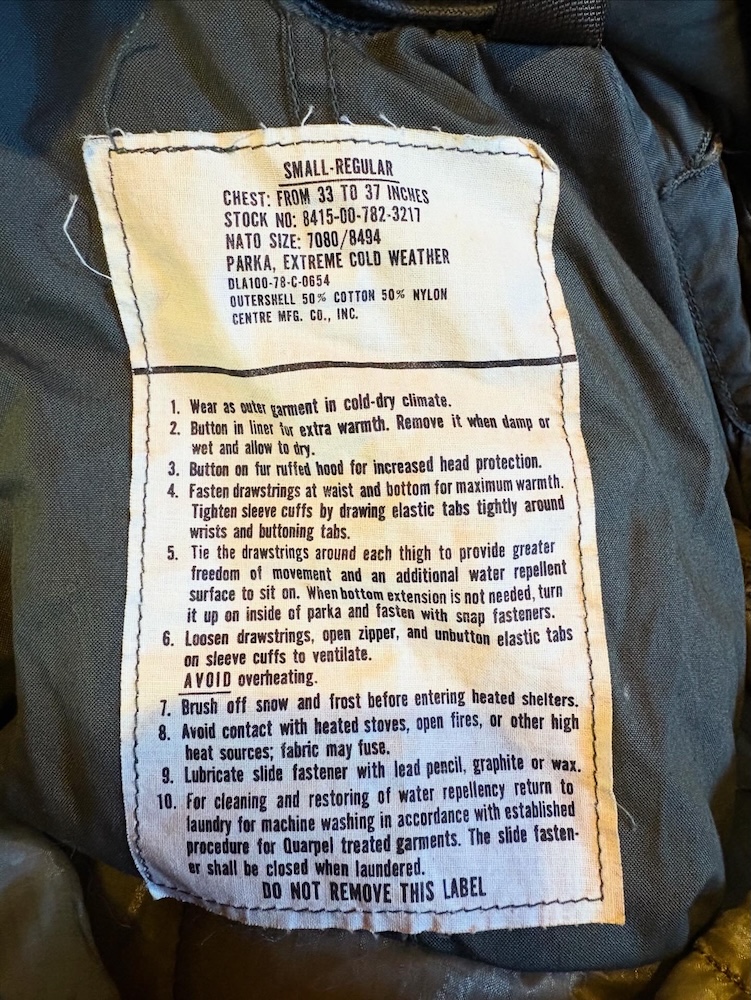 SMALL-REGULAR
CHEST: FROM 33 TO 37 INCHES
STOCK NO: 8415-00-782-3217
NATO SIZE: 7080/8494
PARKA, EXTREME COLD WEATHER
DLA100-78-C-0654
OUTERSHELL 50% COTTON 50% NYLON
CENTRE MFG. CO., INC.
1. Wear as outer garment in cold-dry climate.
2. Button in liner for extra warmth. Remove it when damp or
wet and allow to dry.
3. Button on fur ruffed hood for increased head protection.
4. Fasten drawstrings at waist and bottom for maximum warmth.
Tighten sleeve cuffs by drawing elastic tabs tightly around
wrists and buttoning tabs.
5. Tie the drawstrings around each thigh to provide greater
freedom of movement and an additional water repellent
surface to sit on. When bottom extension is not needed, turn
it up on inside of parka and fasten with snap fasteners.
6. Loosen drawstrings, open zipper, and unbutton elastic tabs
on sleeve cuffs to ventilate.
AVOID overheating.
7. Brush off snow and frost before entering heated shelters.
8. Avoid contact with heated stoves, open fires, or other high
heat sources; fabric may fuse.
9. Lubricate slide fastener with lead pencil, graphite or wax.
10. For cleaning and restoring of water repellency return to
laundry for machine washing in accordance with established
procedure for Quarpel treated garments. The slide fasten-
er shall be closed when laundered.
DO NOT REMOVE THIS LABEL